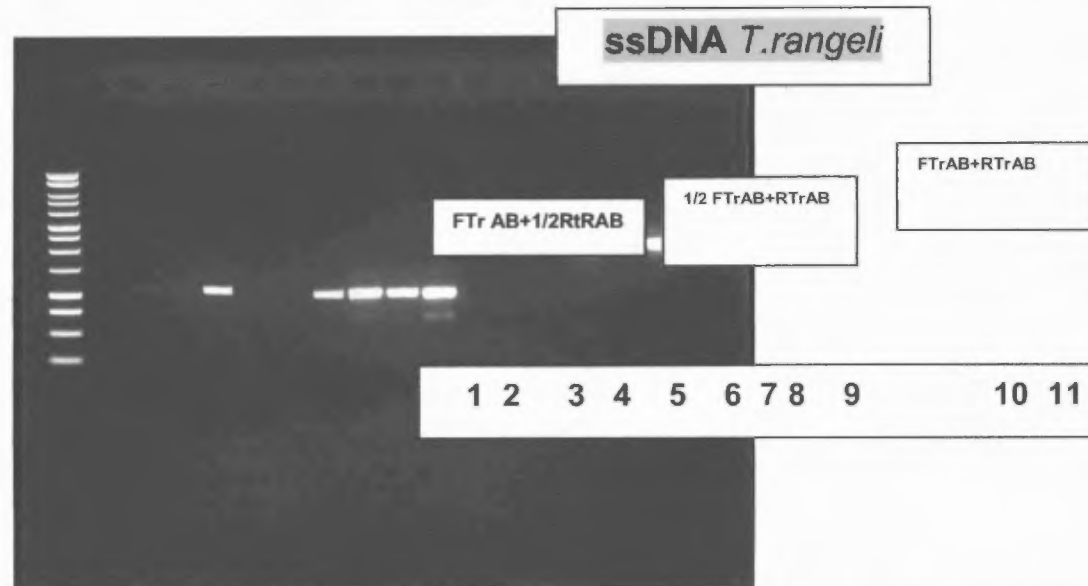 ssDNA T.rangeli
FTrAB+RTrAB
1/2 FTrAB+RTrAB
FTr AB+1/2RtRAB
1 2 3 4 5 6 7 8 9 10 11